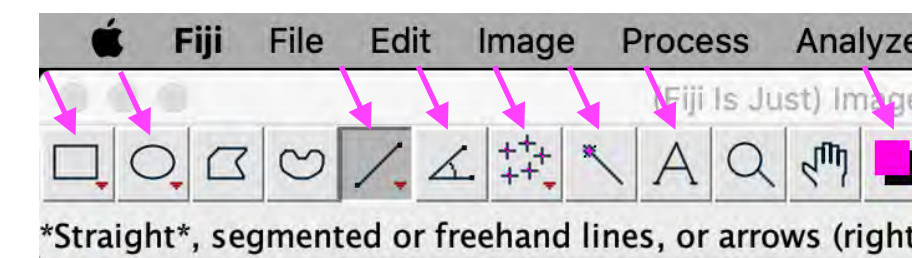 Fiji File Edit Image Process Analyze
(Fiji Is Just) Image
A
*Straight*, segmented or freehand lines, or arrows (right